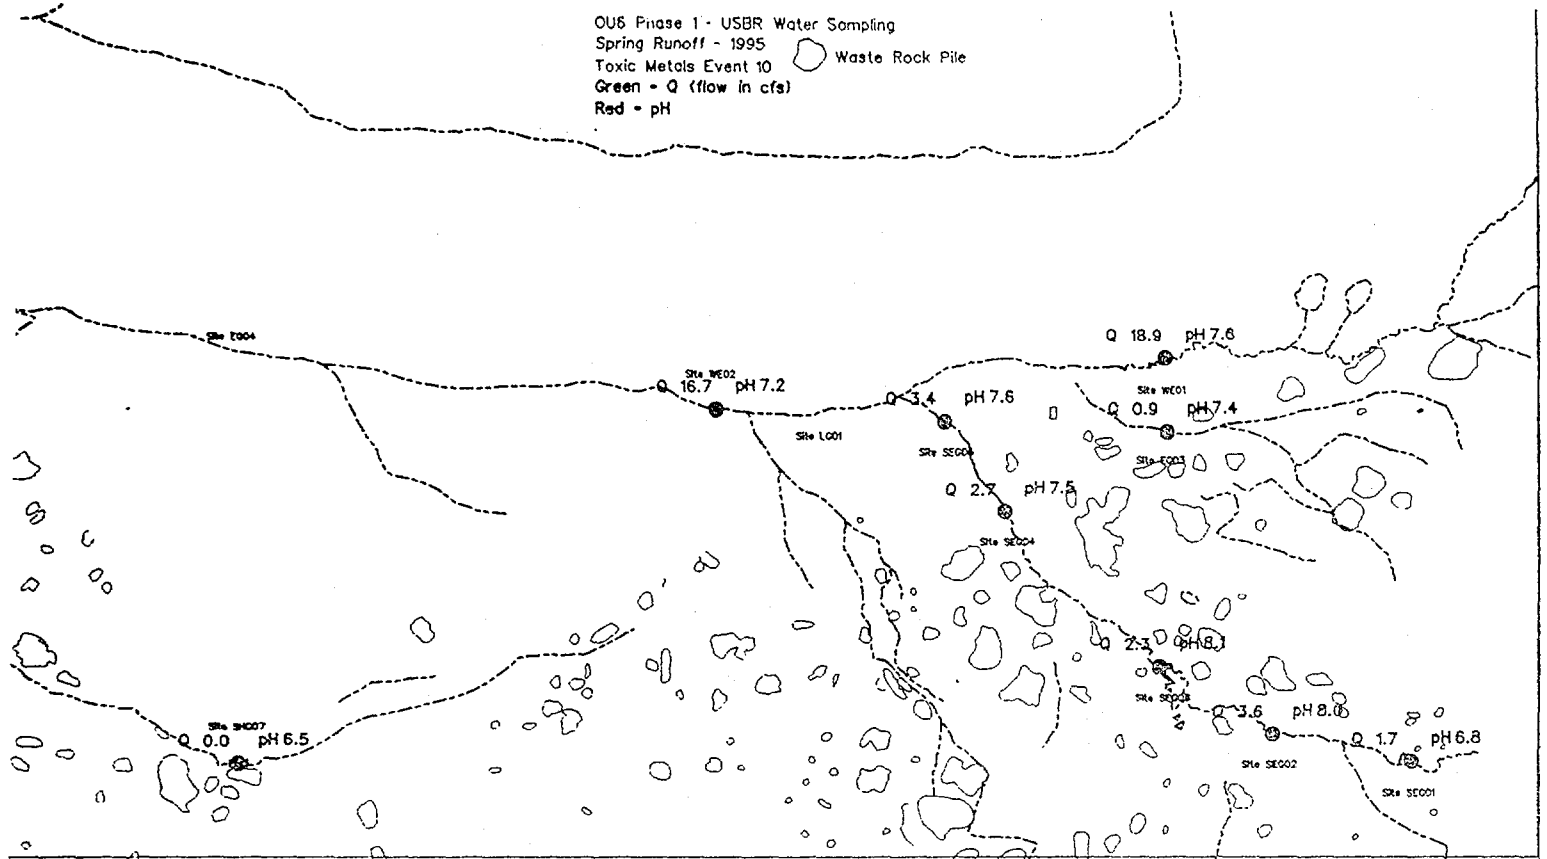 OU6 Phase 1 - USBR Water Sampling
Spring Runoff - 1995
Waste Rock Pile
Toxic Metals Event 10
Green - Q (flow in cfs)
Red - pH
Q 18.9 pH 7.6
Site EG04
Site WE02
Q 16.7 pH 7.2
Site WE01
Q 3.4 pH 7.6
Q 0.9 pH 7.4
Site LG01
Site EG03
Q 2.7 pH 7.5
Site SEG04
Q 2.3 pH 8.1
Q 3.6 pH 8.0
Site SHG07
Q 0.0 pH 6.5
Q 1.7 pH 6.8
Site SEG02
Site SEG01